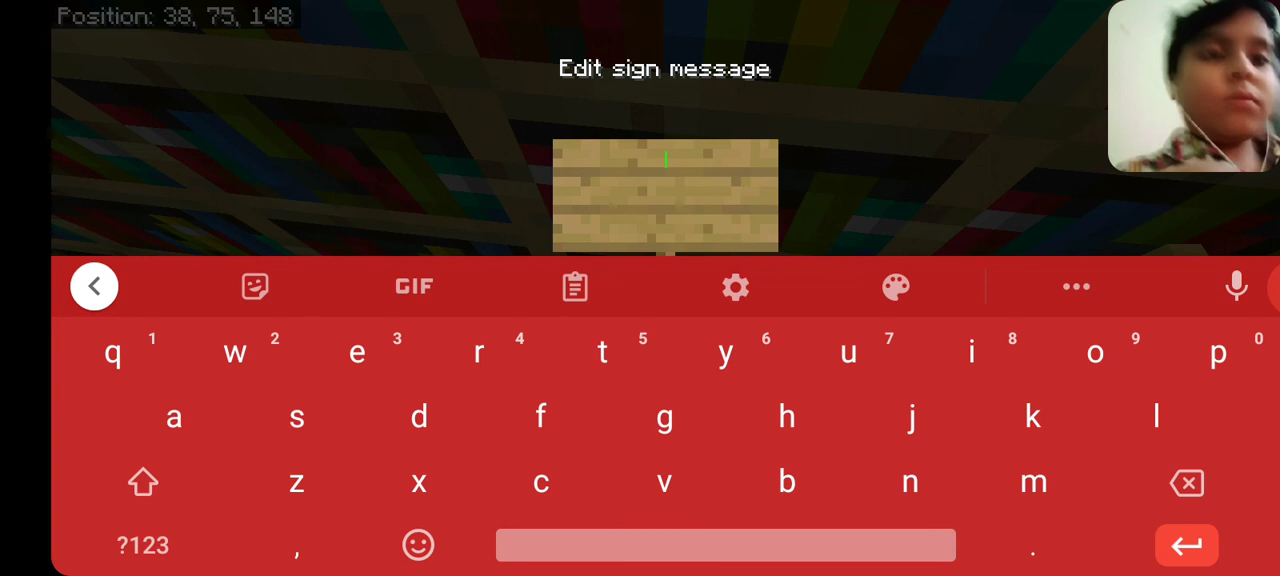 Position: 38, 75, 148
Edit sign message
GIF
q 1 w 2 e 3 r 4 t 5 y 6 u 7 i 8 o 9 p 0
a s d f g h j k l
z x c v b n m
?123 , .